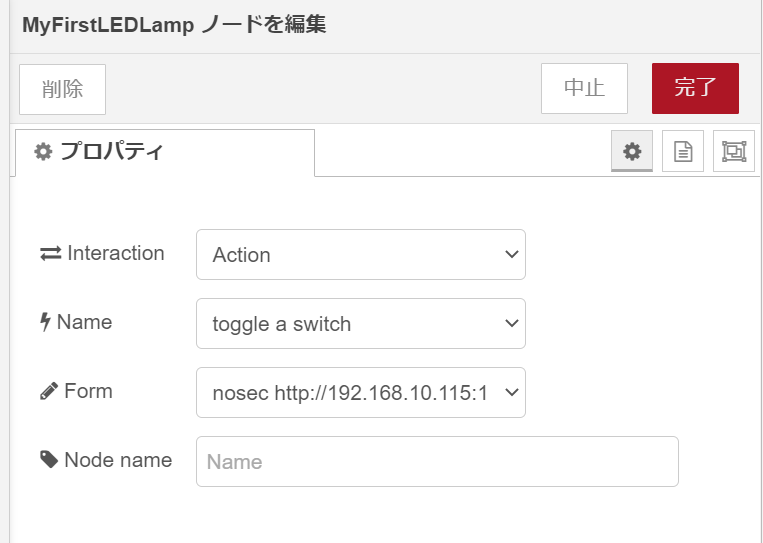 MyFirstLEDLamp ノードを編集
削除
中止
完了
プロパティ
Interaction
Action
Name
toggle a switch
Form
nosec http://192.168.10.115:1
Node name
Name